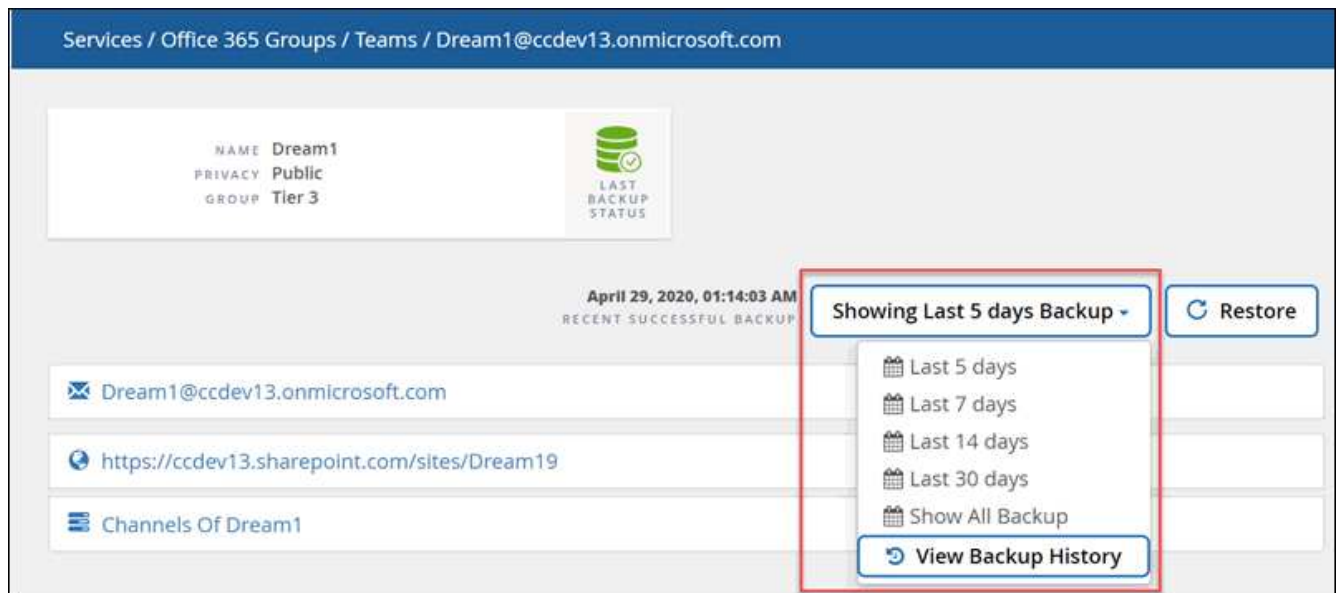 Services / Office 365 Groups / Teams / Dream1@ccdev13.onmicrosoft.com
NAME Dream1
PRIVACY Public
GROUP Tier 3
LAST
BACKUP
STATUS
April 29, 2020, 01:14:03 AM
RECENT SUCCESSFUL BACKUP
Showing Last 5 days Backup
Restore
Last 5 days
Last 7 days
Last 14 days
Last 30 days
Show All Backup
View Backup History
Dream1@ccdev13.onmicrosoft.com
https://ccdev13.sharepoint.com/sites/Dream19
Channels Of Dream1